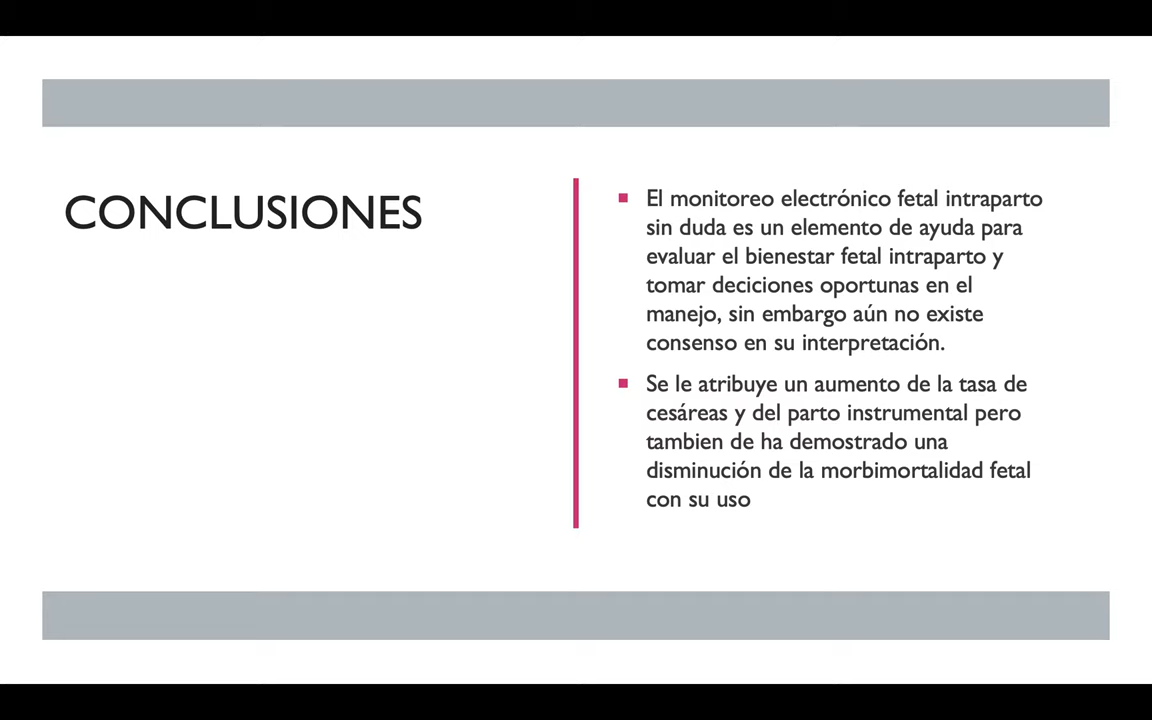 CONCLUSIONES
El monitoreo electrónico fetal intraparto
sin duda es un elemento de ayuda para
evaluar el bienestar fetal intraparto y
tomar deciciones oportunas en el
manejo, sin embargo aún no existe
consenso en su interpretación.
Se le atribuye un aumento de la tasa de
cesáreas y del parto instrumental pero
tambien de ha demostrado una
disminución de la morbimortalidad fetal
con su uso